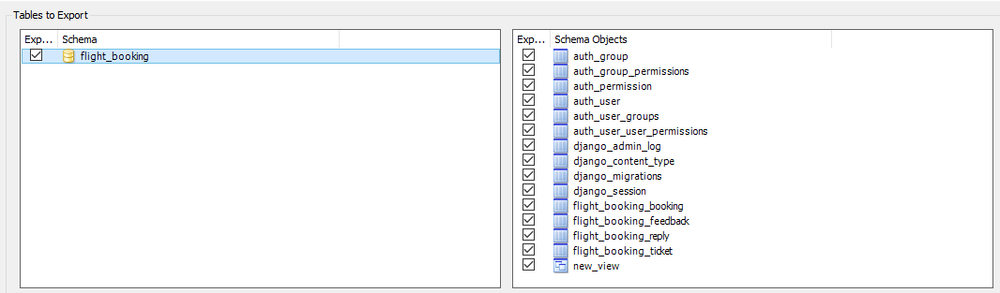 Tables to Export
Exp... Schema
flight_booking
Exp... Schema Objects
auth_group
auth_group_permissions
auth_permission
auth_user
auth_user_groups
auth_user_user_permissions
django_admin_log
django_content_type
django_migrations
django_session
flight_booking_booking
flight_booking_feedback
flight_booking_reply
flight_booking_ticket
new_view